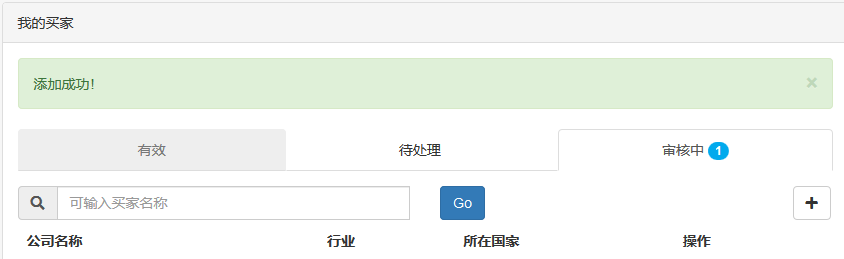 我的买家
添加成功！ ×
有效 待处理 审核中 1
可输入买家名称 Go +
公司名称 行业 所在国家 操作